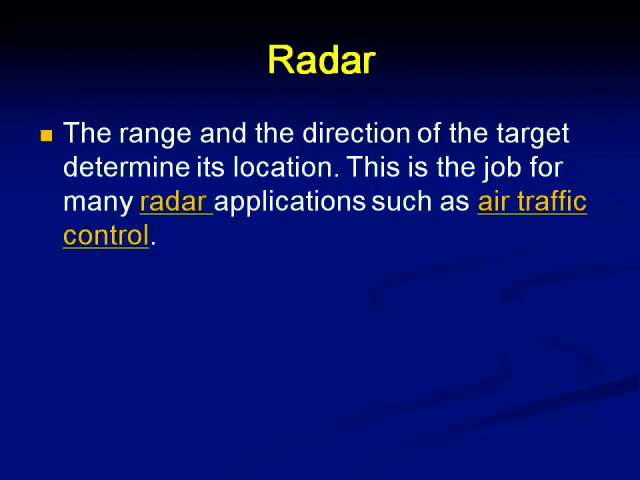 Radar
The range and the direction of the target
determine its location. This is the job for
many radar applications such as air traffic
control.